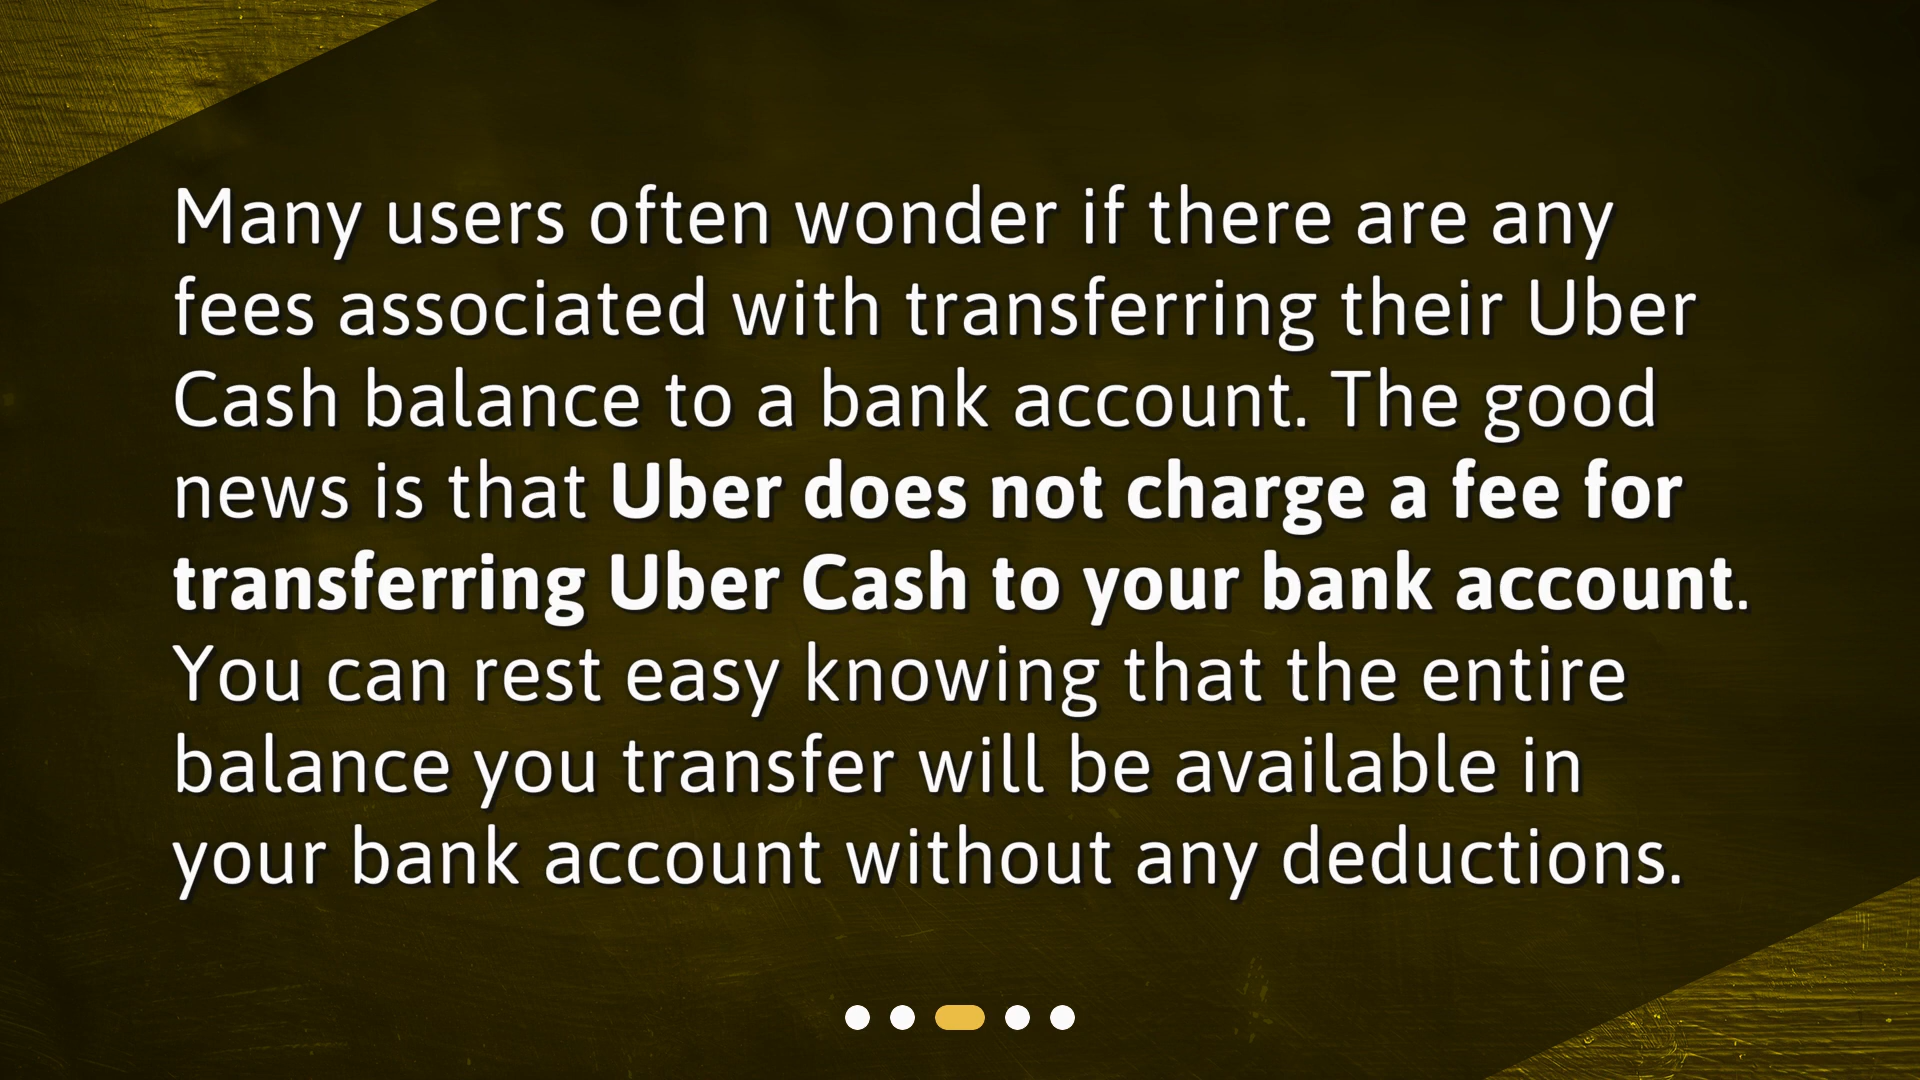 Many users often wonder if there are any
fees associated with transferring their Uber
Cash balance to a bank account. The good
news is that Uber does not charge a fee for
transferring Uber Cash to your bank account.
You can rest easy knowing that the entire
balance you transfer will be available in
your bank account without any deductions.